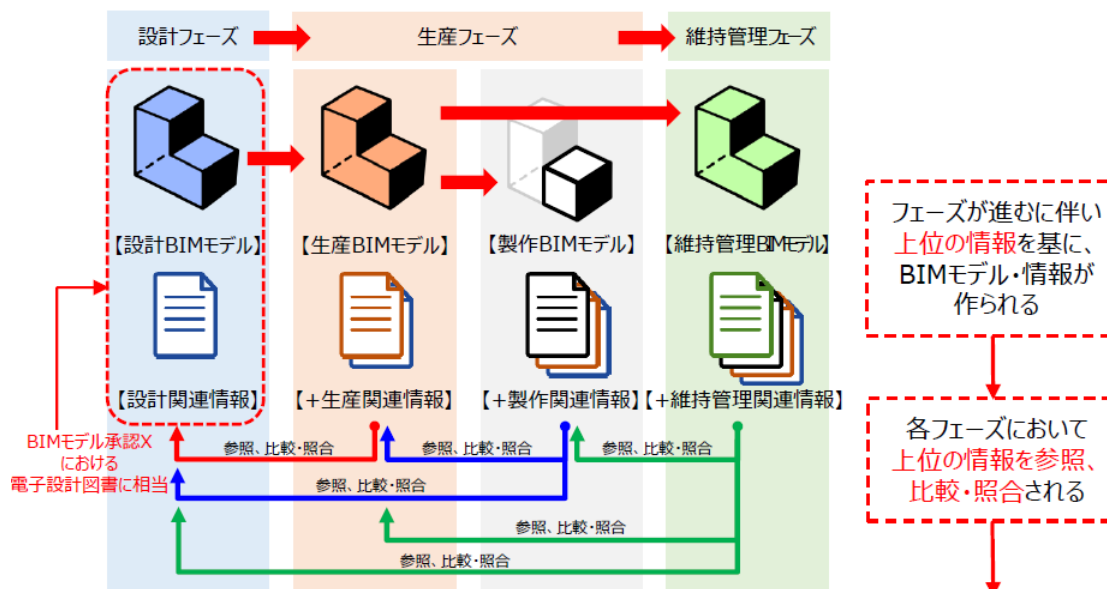 設計フェーズ
生産フェーズ
維持管理フェーズ
【設計BIMモデル】
【生産BIMモデル】
【製作BIMモデル】
【維持管理BIMモデル】
【設計関連情報】
【+生産関連情報】
【+製作関連情報】
【+維持管理関連情報】
BIMモデル承認X
における
電子設計図書に相当
参照、比較・照合
参照、比較・照合
参照、比較・照合
参照、比較・照合
参照、比較・照合
参照、比較・照合
フェーズが進むに伴い
上位の情報を基に、
BIMモデル・情報が
作られる
各フェーズにおいて
上位の情報を参照、
比較・照合される